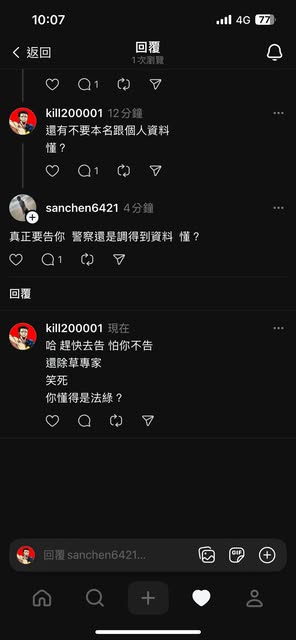 10:07
4G 77
返回
回覆
1次瀏覽
1
kill200001 12分鐘
還有不要本名跟個人資料
懂？
1
sanchen6421 4分鐘
真正要告你 警察還是調得到資料 懂？
1
回覆
kill200001 現在
哈 趕快去告 怕你不告
還除草專家
笑死
你懂得是法綠？
回覆 sanchen6421...
GIF